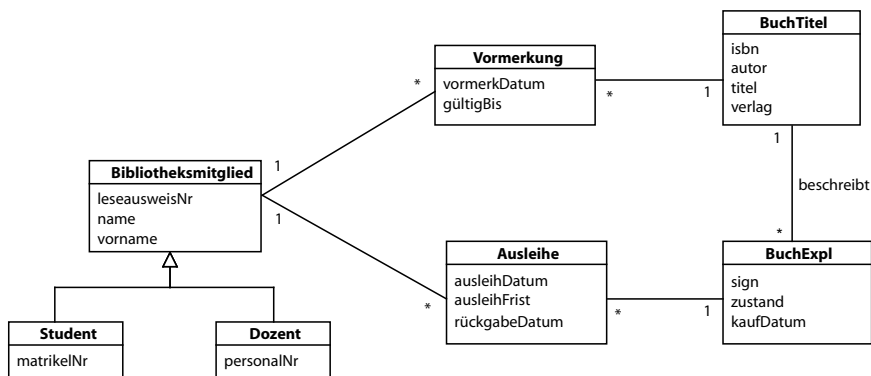 BuchTitel
isbn
autor
titel
verlag
Vormerkung
vormerkDatum
gültigBis
*
*
1
1
beschreibt
*
Bibliotheksmitglied
leseausweisNr
name
vorname
1
1
Ausleihe
ausleihDatum
ausleihFrist
rückgabeDatum
*
*
1
BuchExpl
sign
zustand
kaufDatum
Student
matrikelNr
Dozent
personalNr